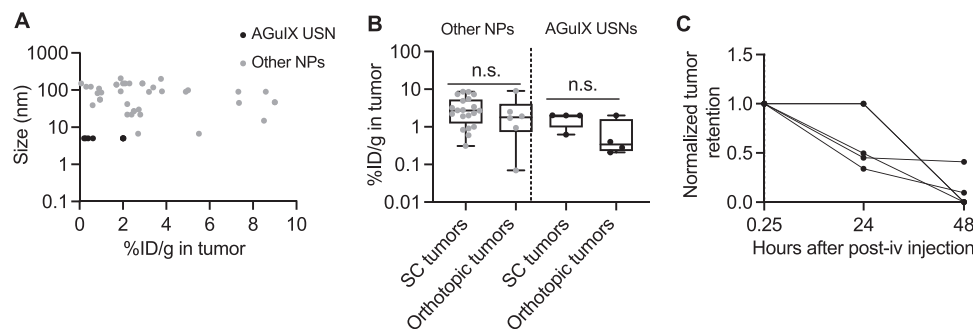 A
AGuIX USN
Other NPs
1000
100
10
1
0.1
Size (nm)
0
2
4
6
8
10
%ID/g in tumor
B
Other NPs
AGuIX USNs
n.s.
n.s.
100
10
1
0.1
0.01
%ID/g in tumor
SC tumors
Orthotopic tumors
SC tumors
Orthotopic tumors
C
1.5
1.0
0.5
0.0
Normalized tumor
retention
0.25
24
48
Hours after post-iv injection